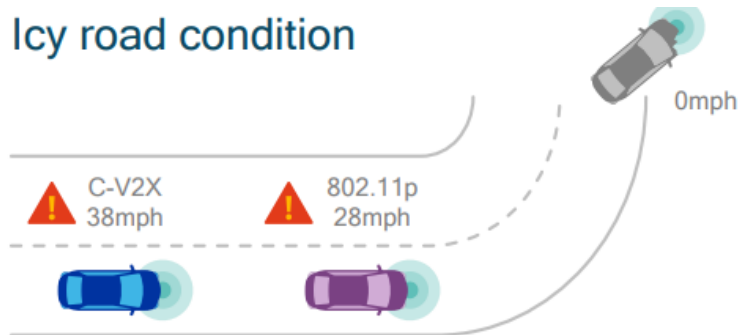 Icy road condition
0mph
C-V2X
38mph
802.11p
28mph